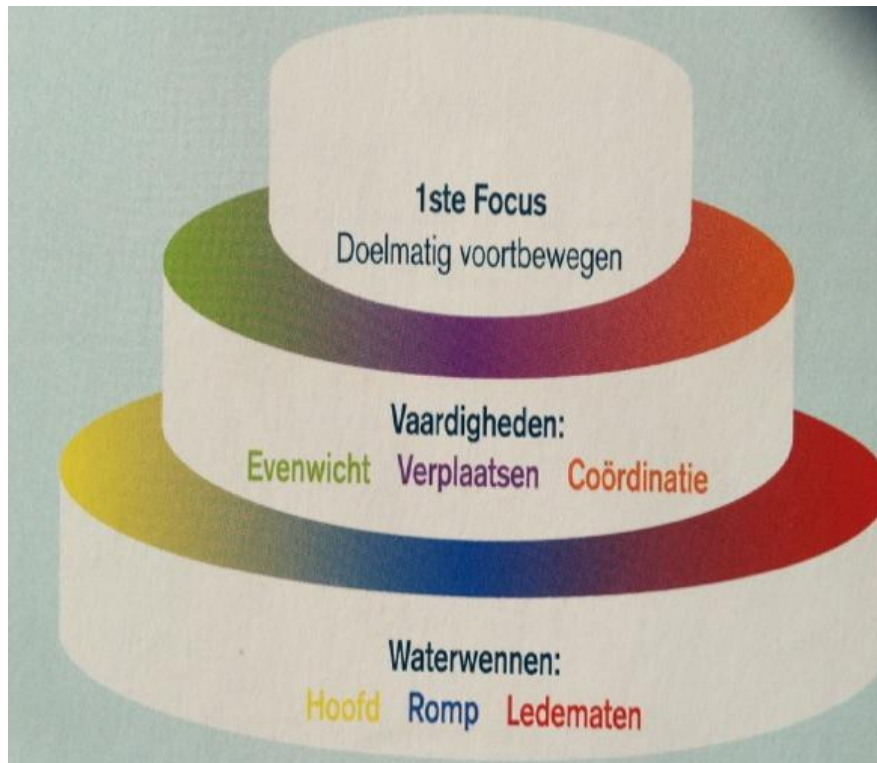 1ste Focus
Doelmatig voortbewegen
Vaardigheden:
Evenwicht Verplaatsen Coördinatie
Waterwennen:
Hoofd Romp Ledematen